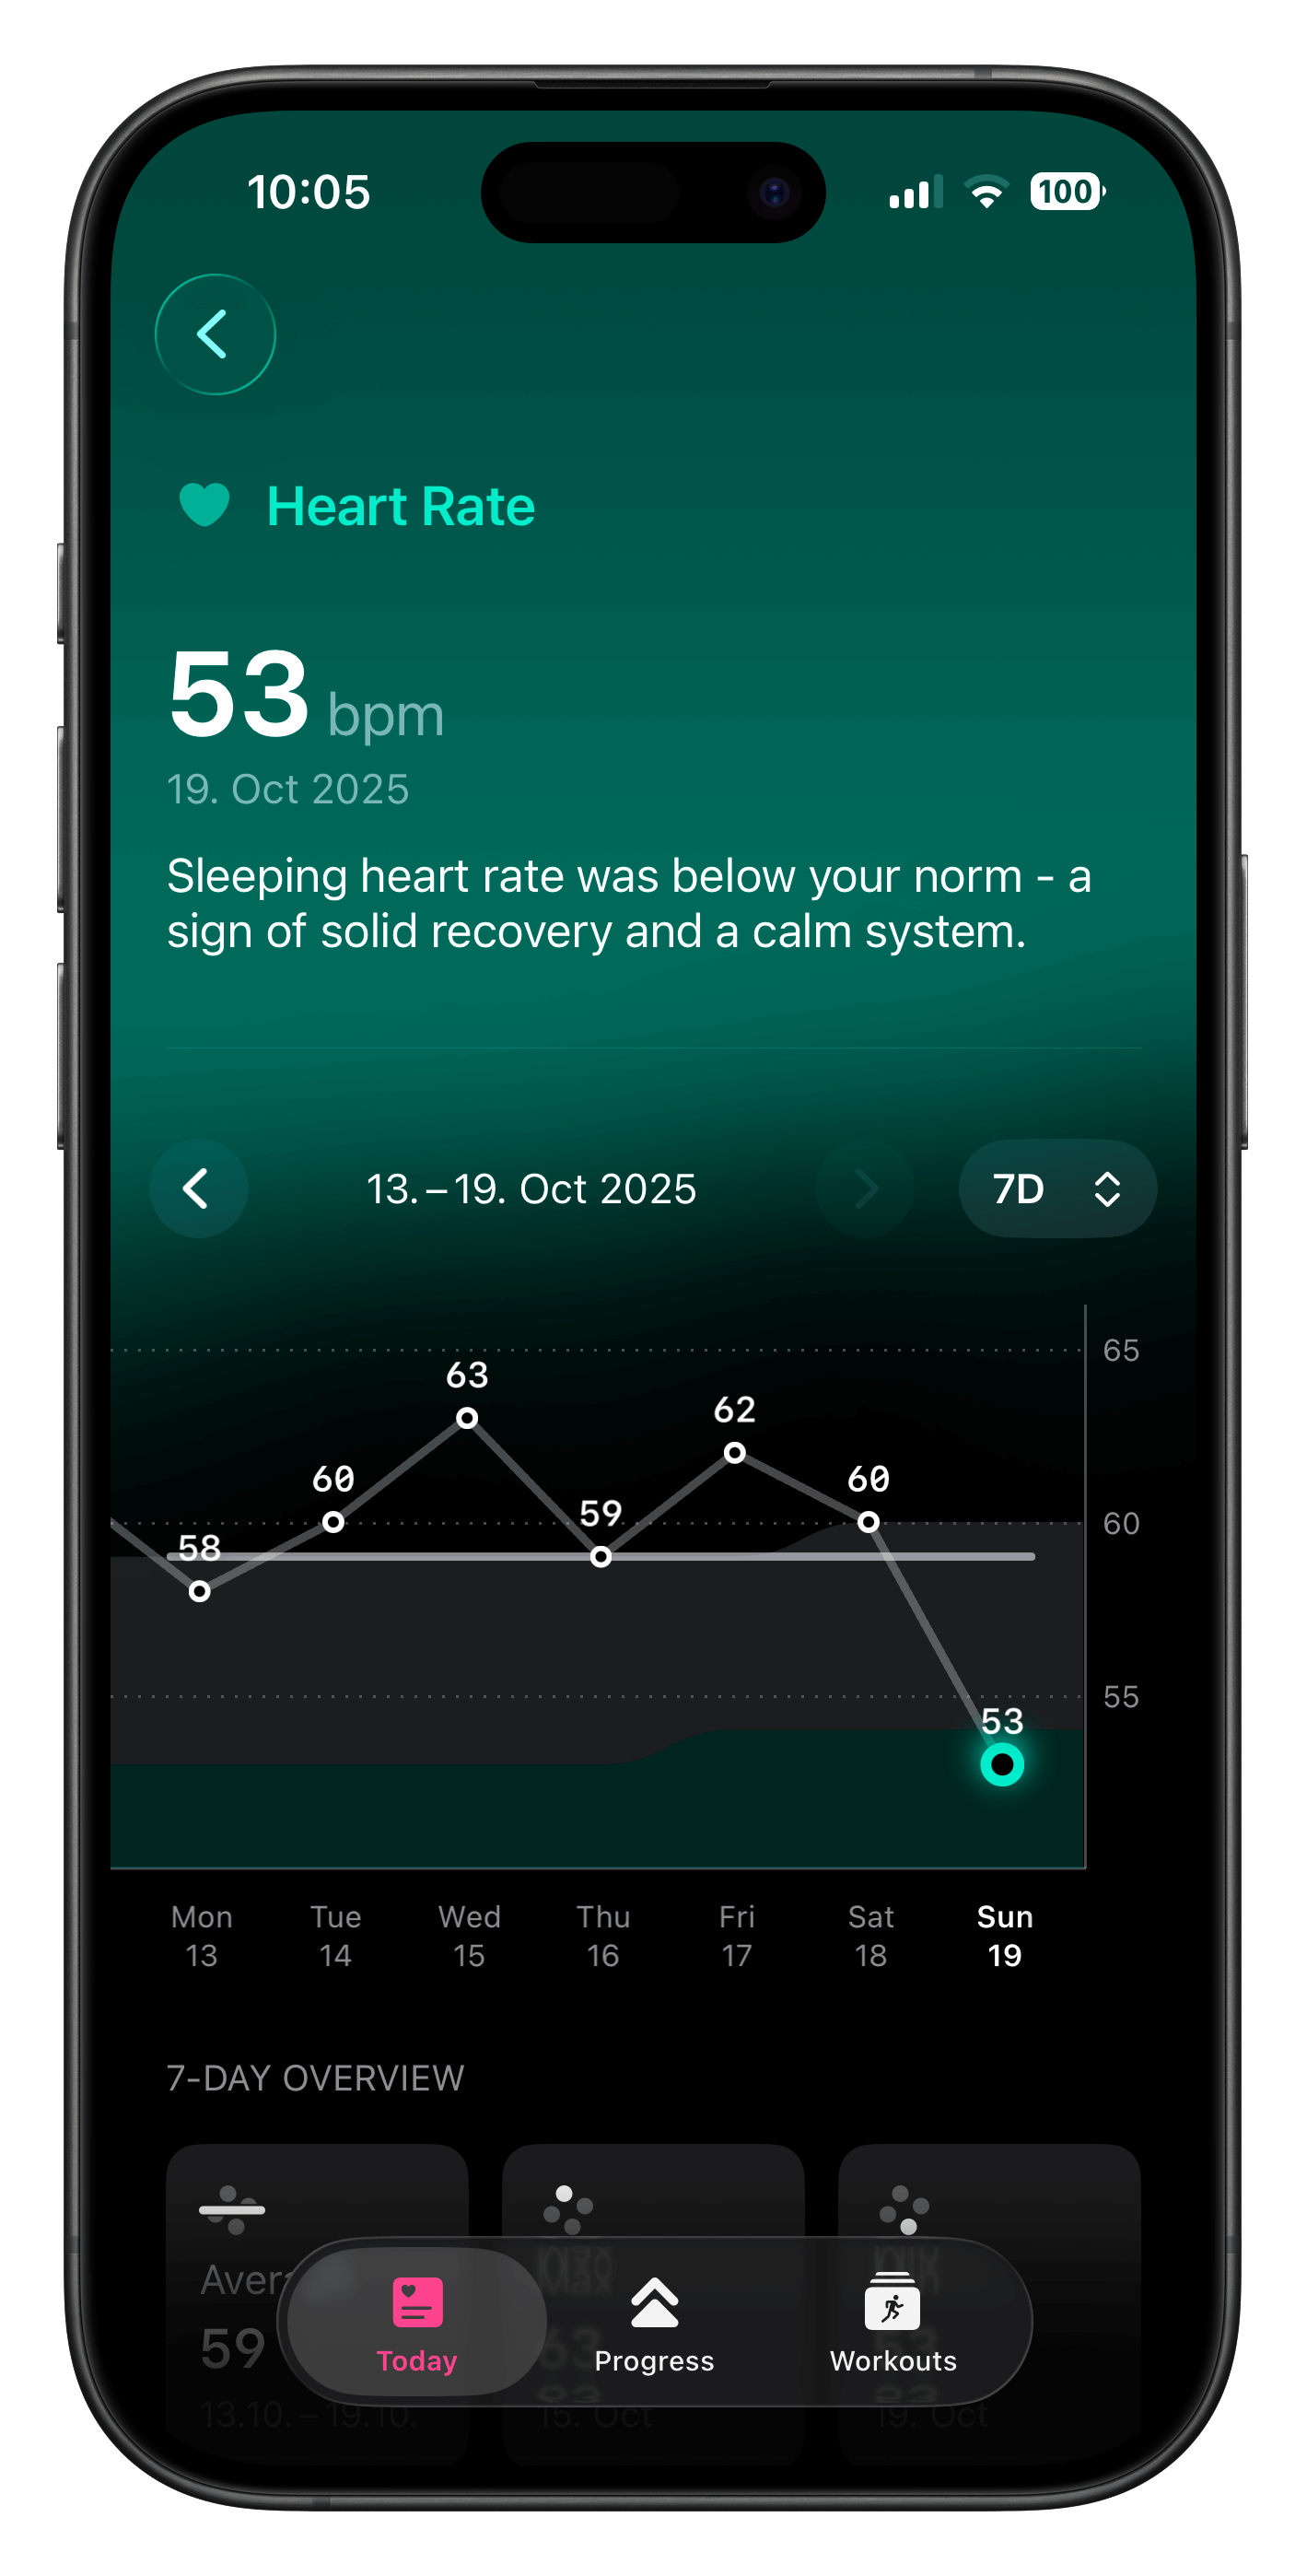 10:05
100
Heart Rate
53 bpm
19. Oct 2025
Sleeping heart rate was below your norm - a
sign of solid recovery and a calm system.
13. – 19. Oct 2025
7D
65
63
62
60
60
59
60
58
55
53
Mon Tue Wed Thu Fri Sat Sun
13 14 15 16 17 18 19
7-DAY OVERVIEW
Max
59 63 53
Today Progress Workouts
13.10. – 19.10. 15. Oct 19. Oct